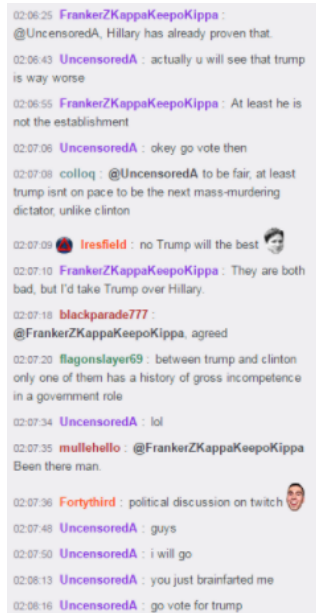 02:06:25 FrankerZKappaKeepoKippa :
@UncensoredA, Hillary has already proven that.
02:06:43 UncensoredA : actually u will see that trump
is way worse
02:06:55 FrankerZKappaKeepoKippa : At least he is
not the establishment
02:07:06 UncensoredA : okey go vote then
02:07:08 colloq : @UncensoredA to be fair, at least
trump isnt on pace to be the next mass-murdering
dictator, unlike clinton
02:07:09 Iresfield : no Trump will the best
02:07:10 FrankerZKappaKeepoKippa : They are both
bad, but I'd take Trump over Hillary.
02:07:18 blackparade777 :
@FrankerZKappaKeepoKippa, agreed
02:07:20 flagonslayer69 : between trump and clinton
only one of them has a history of gross incompetence
in a government role
02:07:34 UncensoredA : lol
02:07:35 mullehello : @FrankerZKappaKeepoKippa
Been there man.
02:07:36 Fortythird : political discussion on twitch
02:07:48 UncensoredA : guys
02:07:50 UncensoredA : i will go
02:08:13 UncensoredA : you just brainfarted me
02:08:16 UncensoredA : go vote for trump